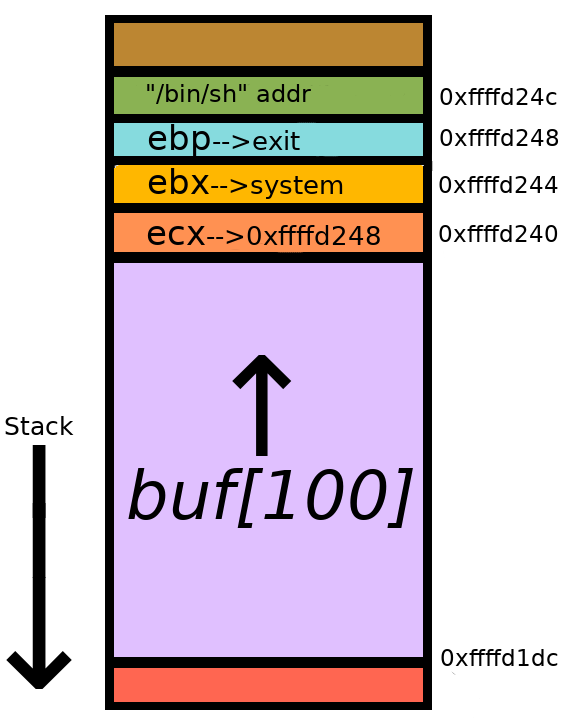 "/bin/sh" addr 0xffffd24c
ebp-->exit 0xffffd248
ebx-->system 0xffffd244
ecx-->0xffffd248 0xffffd240
Stack
buf[100]
0xffffd1dc